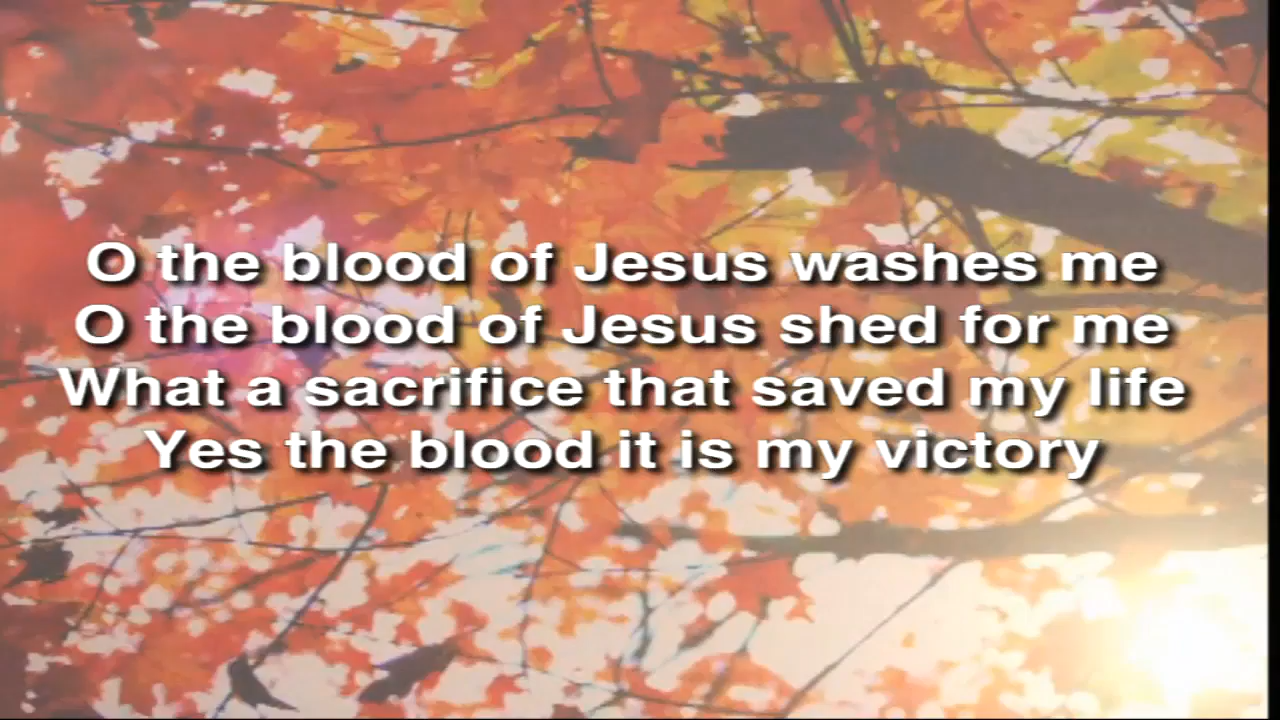 O the blood of Jesus washes me
O the blood of Jesus shed for me
What a sacrifice that saved my life
Yes the blood it is my victory